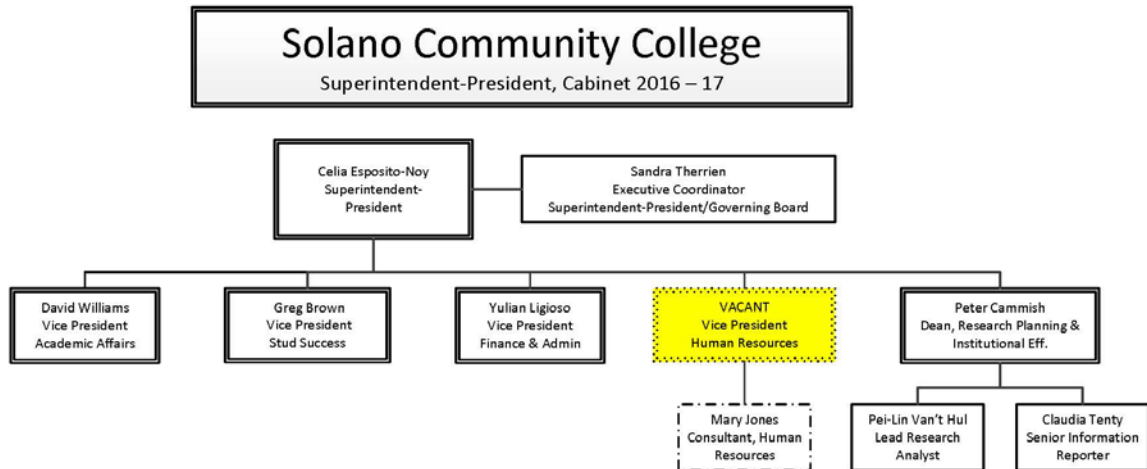 Solano Community College
Superintendent-President, Cabinet 2016 – 17
Celia Esposito-Noy
Superintendent-
President
Sandra Therrien
Executive Coordinator
Superintendent-President/Governing Board
David Williams
Vice President
Academic Affairs
Greg Brown
Vice President
Stud Success
Yulian Ligioso
Vice President
Finance & Admin
VACANT
Vice President
Human Resources
Peter Cammish
Dean, Research Planning &
Institutional Eff.
Mary Jones
Consultant, Human
Resources
Pei-Lin Van’t Hul
Lead Research
Analyst
Claudia Tenty
Senior Information
Reporter